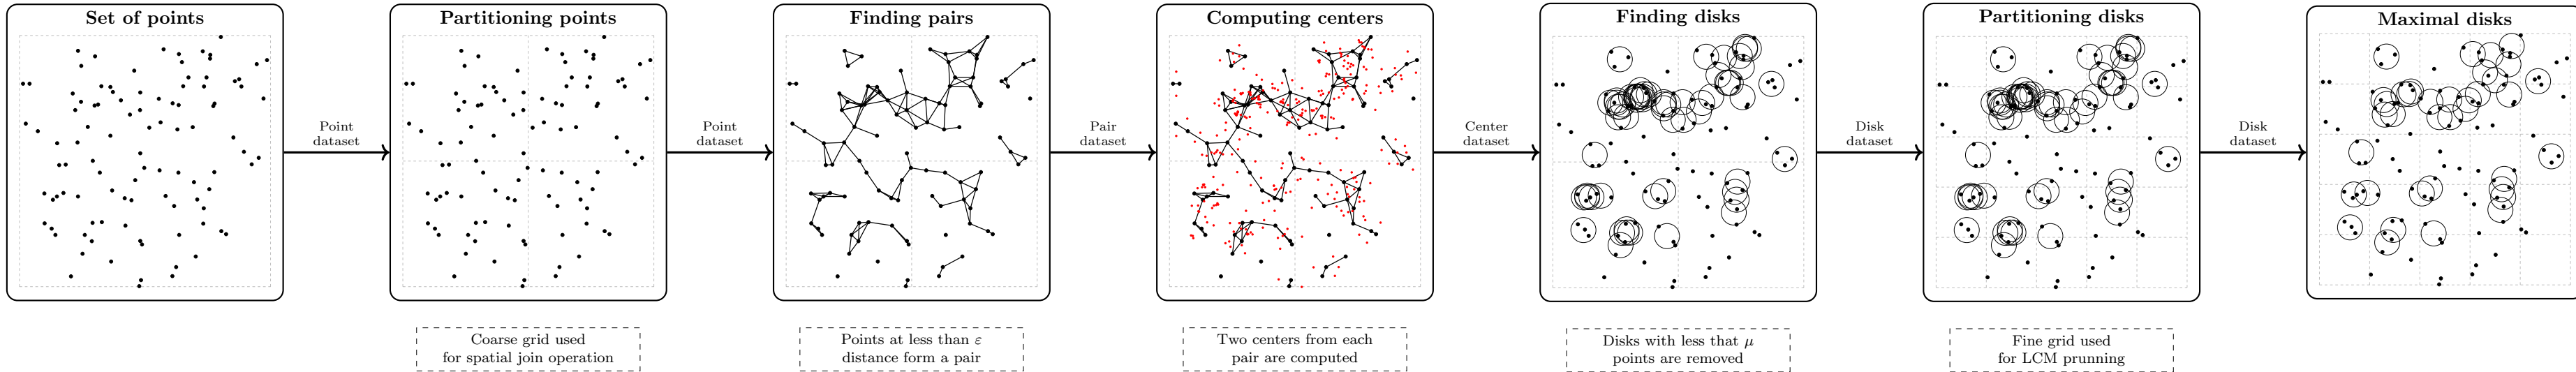 Set of points
Partitioning points
Finding pairs
Computing centers
Finding disks
Partitioning disks
Maximal disks
Point
dataset
Point
dataset
Pair
dataset
Center
dataset
Disk
dataset
Disk
dataset
Coarse grid used
for spatial join operation
Points at less than ε
distance form a pair
Two centers from each
pair are computed
Disks with less that μ
points are removed
Fine grid used
for LCM prunning